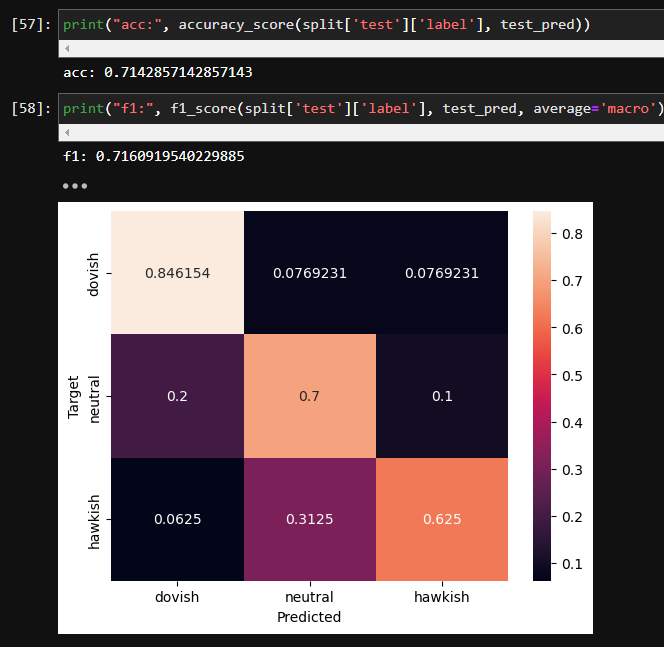 [57]: print("acc:", accuracy_score(split['test']['label'], test_pred))
acc: 0.7142857142857143
[58]: print("f1:", f1_score(split['test']['label'], test_pred, average='macro')
f1: 0.7160919540229885
dovish 0.846154 0.0769231 0.0769231
neutral 0.2 0.7 0.1
hawkish 0.0625 0.3125 0.625
Target
dovish neutral hawkish
Predicted
0.8
0.7
0.6
0.5
0.4
0.3
0.2
0.1